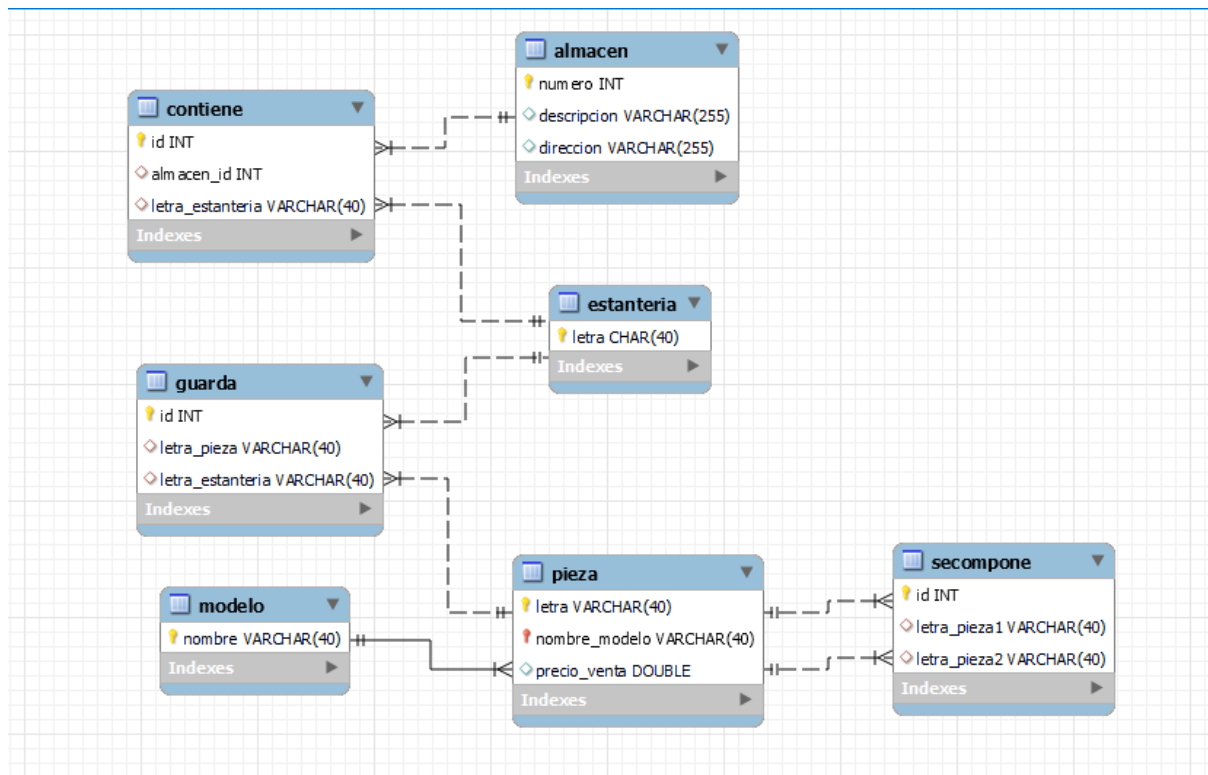 almacen
numero INT
descripcion VARCHAR(255)
direccion VARCHAR(255)
Indexes
contiene
id INT
almacen_id INT
letra_estanteria VARCHAR(40)
Indexes
estanteria
letra CHAR(40)
Indexes
guarda
id INT
letra_pieza VARCHAR(40)
letra_estanteria VARCHAR(40)
Indexes
modelo
nombre VARCHAR(40)
Indexes
pieza
letra VARCHAR(40)
nombre_modelo VARCHAR(40)
precio_venta DOUBLE
Indexes
secompone
id INT
letra_pieza1 VARCHAR(40)
letra_pieza2 VARCHAR(40)
Indexes